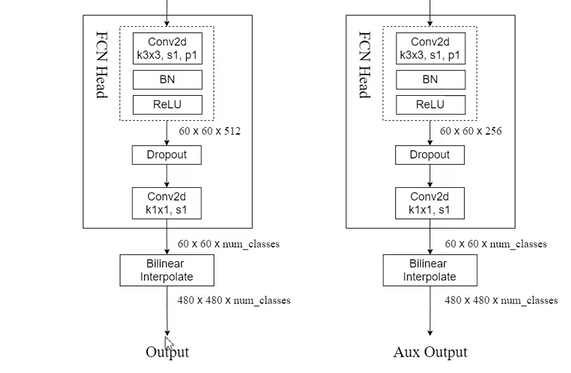 FCN Head
Conv2d
k3x3, s1, p1
BN
ReLU
60 x 60 x 512
Dropout
Conv2d
k1x1, s1
60 x 60 x num_classes
Bilinear
Interpolate
480 x 480 x num_classes
Output
FCN Head
Conv2d
k3x3, s1, p1
BN
ReLU
60 x 60 x 256
Dropout
Conv2d
k1x1, s1
60 x 60 x num_classes
Bilinear
Interpolate
480 x 480 x num_classes
Aux Output